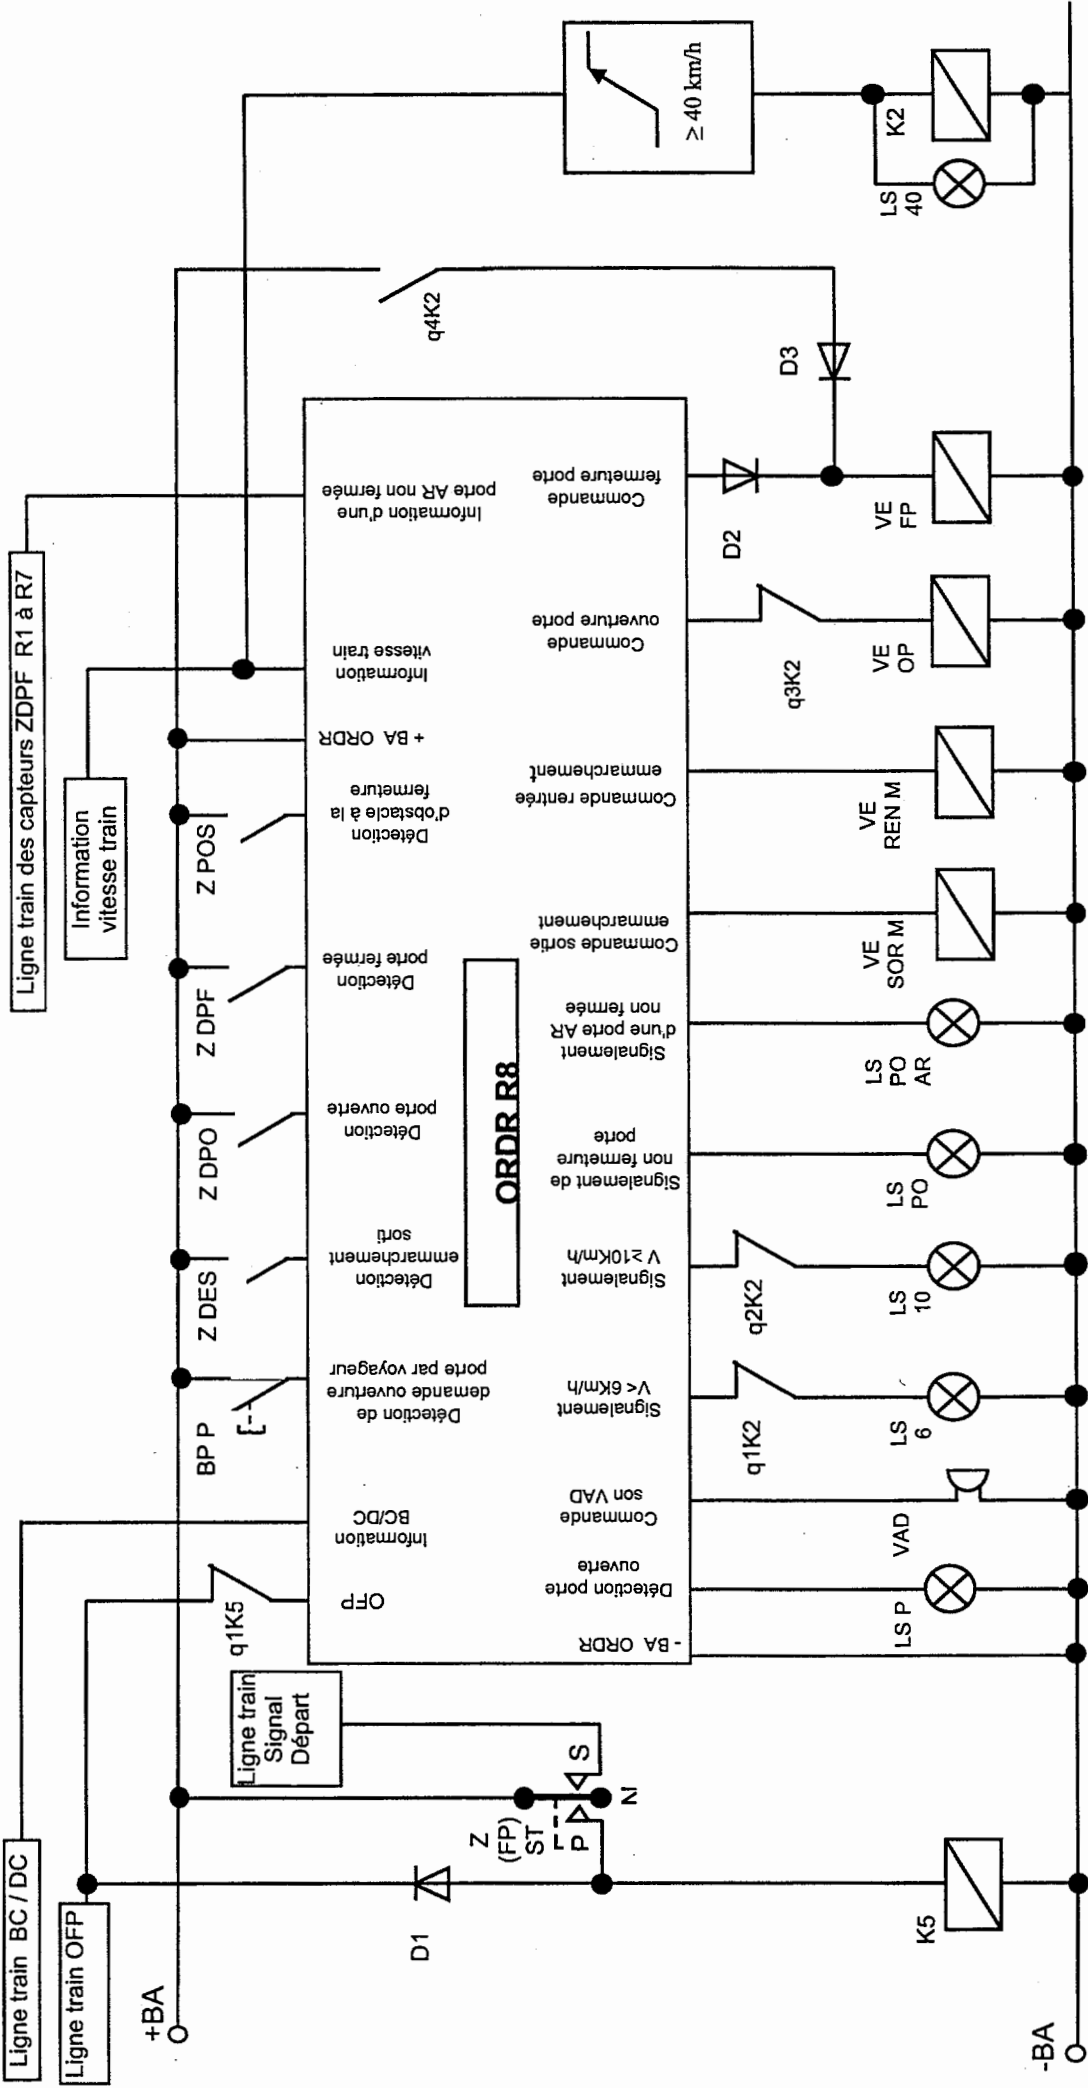 Ligne train BC / DC
Ligne train OFP
Ligne train des capteurs ZDPF R1 à R7
Information
vitesse train
+BA
-BA
D1
K5
Z
(FP)
ST
P
S
N
Ligne train
Signal
Départ
q1K5
BP P
Z DES
Z DPO
Z DPF
Z POS
OFP
Information
BC/DC
Détection de
demande ouverture
porte par voyageur
Détection
emmarchement
sorti
Détection
porte ouverte
Détection
porte fermée
Détection
d'obstacle à la
fermeture
+ BA ORDR
Information
vitesse train
Information d'une
porte AR non fermée
ORDR R8
- BA ORDR
Détection porte
ouverte
Commande
son VAD
Signalement
V<6Km/h
Signalement
V≥10Km/h
Signalement de
non fermeture
porte
Signalement
d'une porte AR
non fermée
Commande sortie
emmarchement
Commande rentrée
emmarchement
Commande
ouverture porte
Commande
fermeture porte
q1K2
q2K2
q3K2
q4K2
D2
D3
≥ 40 km/h
LS P
VAD
LS
6
LS
10
LS
PO
LS
PO
AR
VE
SOR M
VE
REN M
VE
OP
VE
FP
LS
40
K2